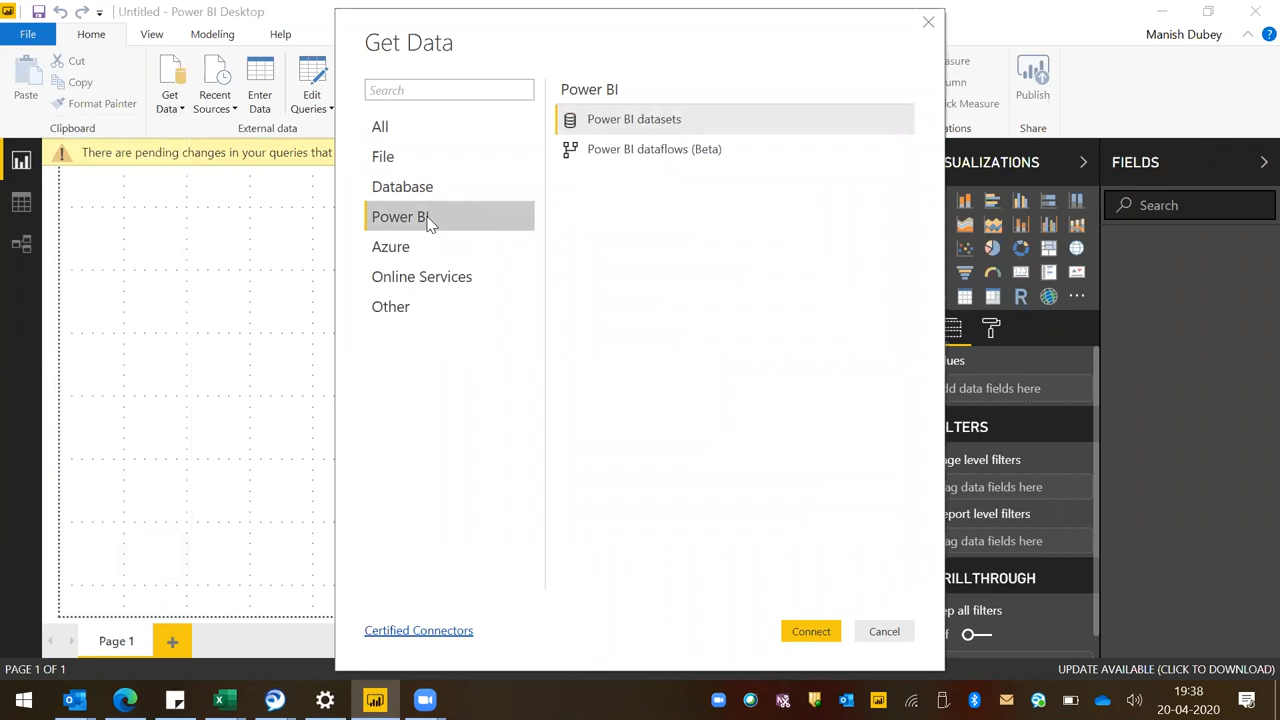 Untitled - Power BI Desktop
File
Home
View
Modeling
Help
Manish Dubey
Paste
Cut
Copy
Format Painter
Clipboard
Get
Data
Recent
Sources
Enter
Data
Edit
Queries
External data
easure
umn
ck Measure
ations
Publish
Share
There are pending changes in your queries that
Get Data
Search
All
File
Database
Power BI
Azure
Online Services
Other
Power BI
Power BI datasets
Power BI dataflows (Beta)
Certified Connectors
Connect
Cancel
SUALIZATIONS
FIELDS
Search
R
ues
dd data fields here
LTERS
ge level filters
ag data fields here
eport level filters
ag data fields here
RILLTHROUGH
ep all filters
f
Page 1
PAGE 1 OF 1
UPDATE AVAILABLE (CLICK TO DOWNLOAD)
19:38
20-04-2020